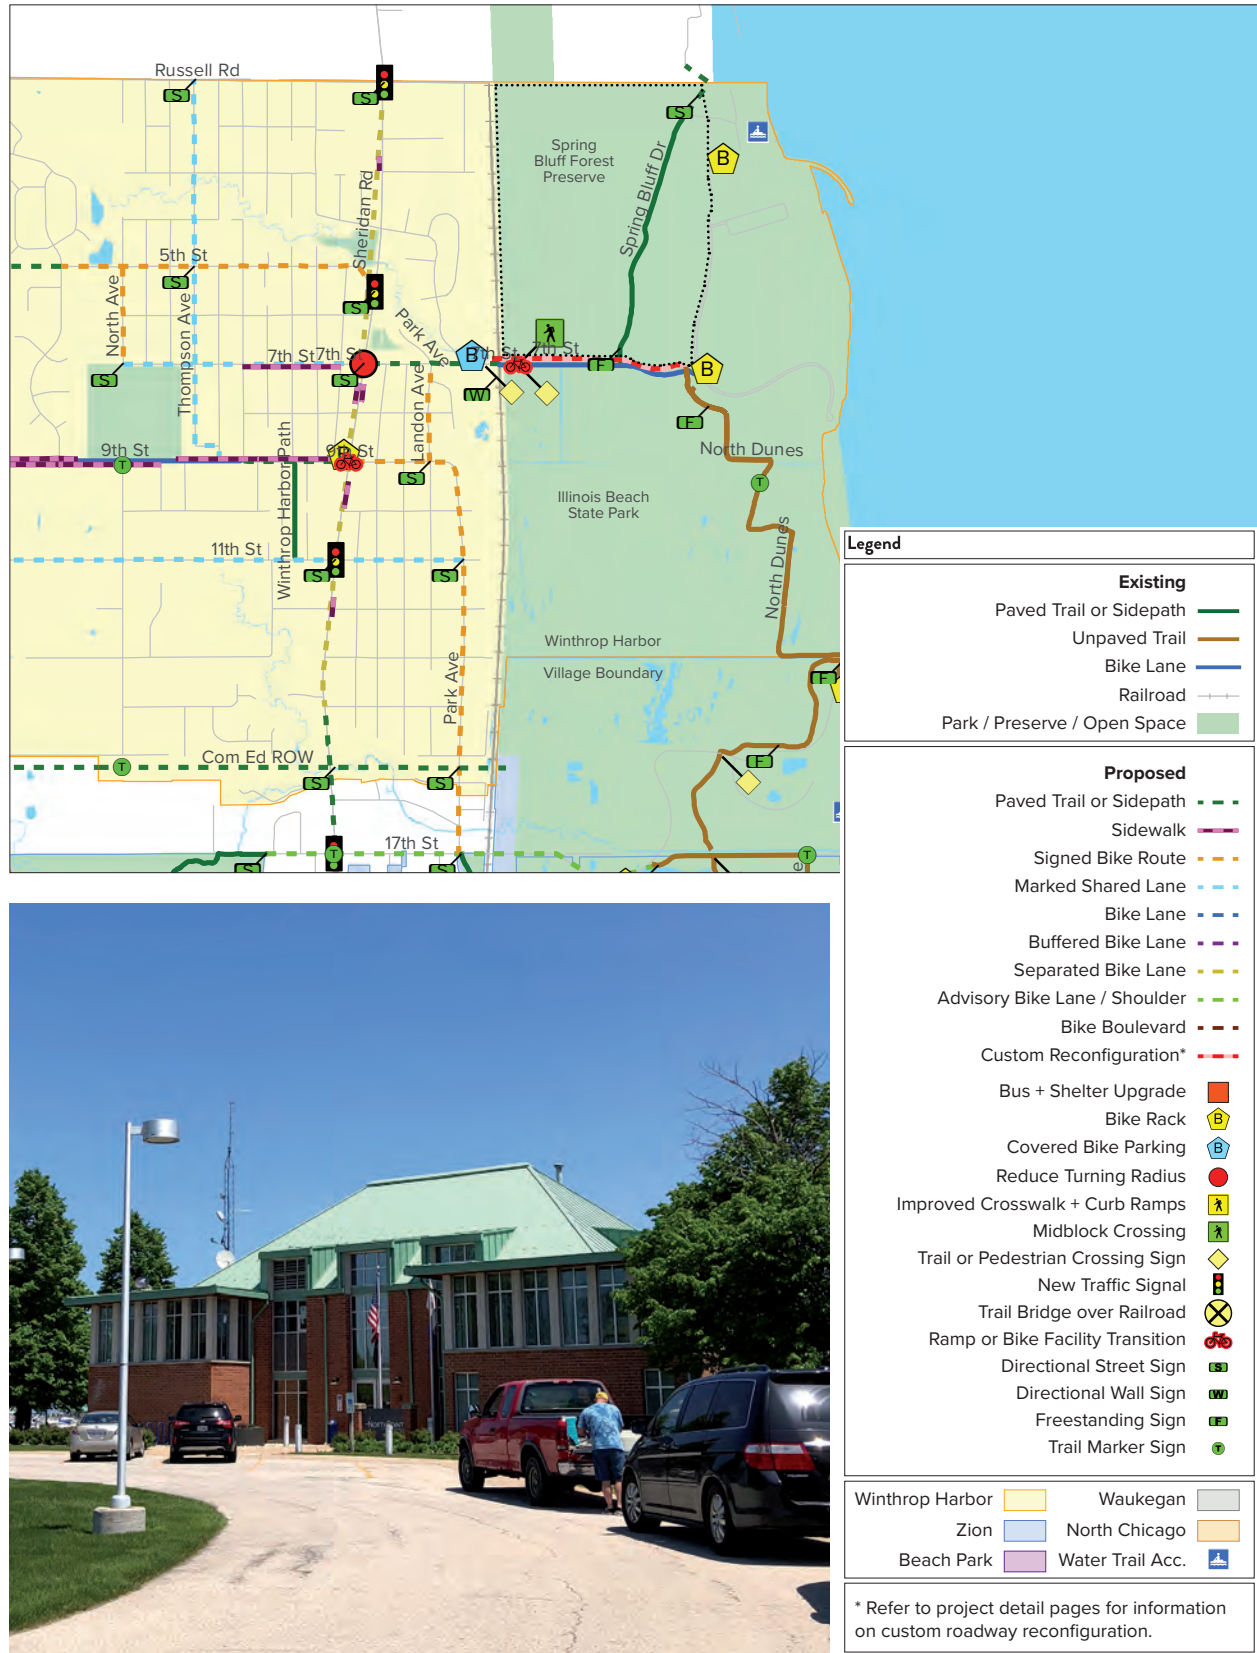 Russell Rd
S
S
S
Spring
Bluff Forest
Preserve
B
Spring Bluff Dr
Sheridan Rd
5th St
S
North Ave
Thompson Ave
S
Park Ave
7th St
7th St
S
S
B
7th St
7th St
F
B
W
Landon Ave
F
9th St
T
9th St
S
North Dunes
T
Winthrop Harbor Path
Illinois Beach
State Park
11th St
S
S
North Dunes
Winthrop Harbor
Village Boundary
Park Ave
F
F
Com Ed ROW
T
S
S
17th St
T
T
S
S
Legend
Existing
Paved Trail or Sidepath
Unpaved Trail
Bike Lane
Railroad
Park / Preserve / Open Space
Proposed
Paved Trail or Sidepath
Sidewalk
Signed Bike Route
Marked Shared Lane
Bike Lane
Buffered Bike Lane
Separated Bike Lane
Advisory Bike Lane / Shoulder
Bike Boulevard
Custom Reconfiguration*
Bus + Shelter Upgrade
Bike Rack B
Covered Bike Parking B
Reduce Turning Radius
Improved Crosswalk + Curb Ramps
Midblock Crossing
Trail or Pedestrian Crossing Sign
New Traffic Signal
Trail Bridge over Railroad
Ramp or Bike Facility Transition
Directional Street Sign S
Directional Wall Sign W
Freestanding Sign F
Trail Marker Sign T
Winthrop Harbor Waukegan
Zion North Chicago
Beach Park Water Trail Acc.
* Refer to project detail pages for information
on custom roadway reconfiguration.